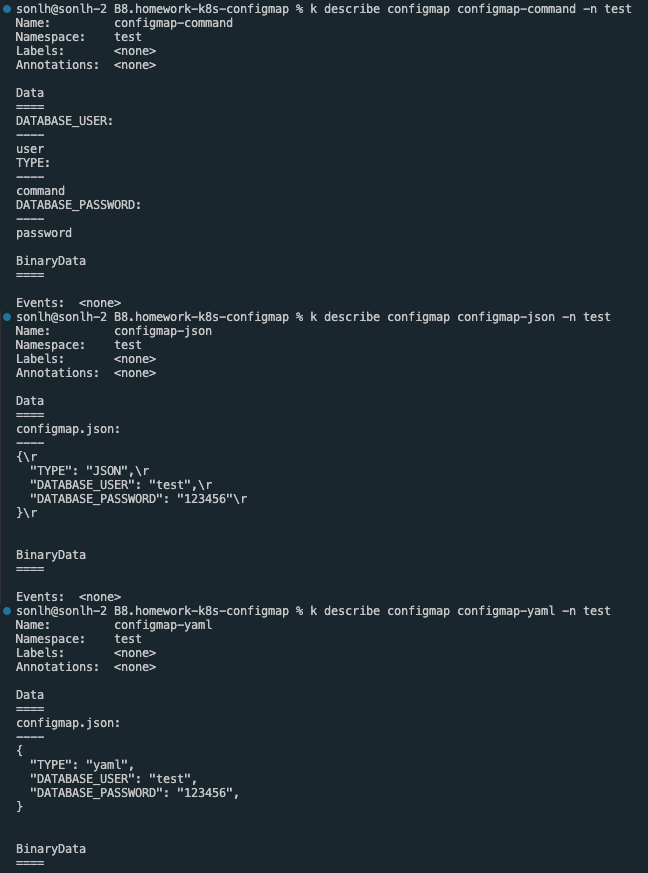 sonlh@sonlh-2 B8.homework-k8s-configmap % k describe configmap configmap-command -n test
Name:         configmap-command
Namespace:    test
Labels:       <none>
Annotations:  <none>

Data
====
DATABASE_USER:
----
user
TYPE:
----
command
DATABASE_PASSWORD:
----
password

BinaryData
====

Events:  <none>
sonlh@sonlh-2 B8.homework-k8s-configmap % k describe configmap configmap-json -n test
Name:         configmap-json
Namespace:    test
Labels:       <none>
Annotations:  <none>

Data
====
configmap.json:
----
{\r
  "TYPE": "JSON",\r
  "DATABASE_USER": "test",\r
  "DATABASE_PASSWORD": "123456"\r
}\r


BinaryData
====

Events:  <none>
sonlh@sonlh-2 B8.homework-k8s-configmap % k describe configmap configmap-yaml -n test
Name:         configmap-yaml
Namespace:    test
Labels:       <none>
Annotations:  <none>

Data
====
configmap.json:
----
{
  "TYPE": "yaml",
  "DATABASE_USER": "test",
  "DATABASE_PASSWORD": "123456",
}


BinaryData
====